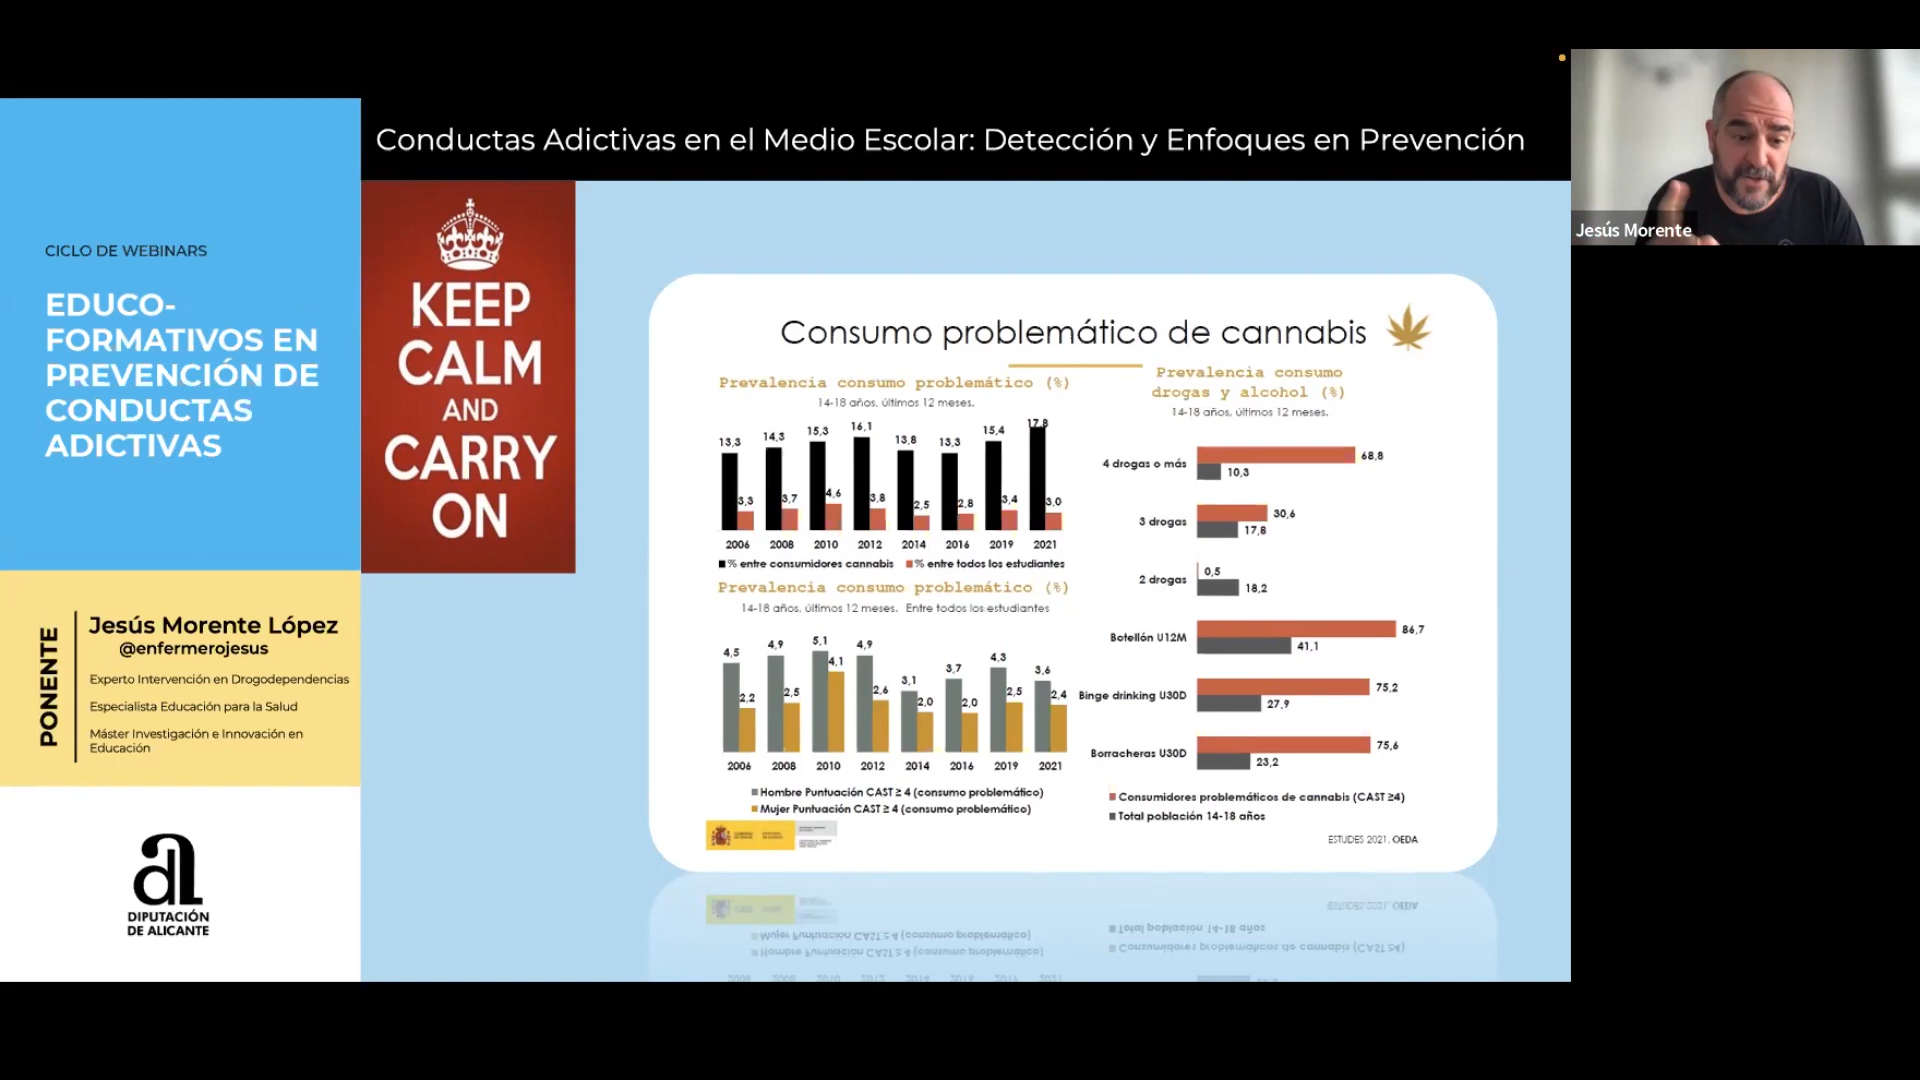 Conductas Adictivas en el Medio Escolar: Detección y Enfoques en Prevención
Jesús Morente
CICLO DE WEBINARS
EDUCO-
FORMATIVOS EN
PREVENCIÓN DE
CONDUCTAS
ADICTIVAS
PONENTE
Jesús Morente López
@enfermerojesus
Experto Intervención en Drogodependencias
Especialista Educación para la Salud
Máster Investigación e Innovación en
Educación
DIPUTACIÓN
DE ALICANTE
KEEP
CALM
AND
CARRY
ON
Consumo problemático de cannabis
Prevalencia consumo problemático (%)
14-18 años, últimos 12 meses.
13,3 14,3 15,3 16,1 13,8 13,3 15,4 17,8
3,3 3,7 4,6 3,8 2,5 2,8 3,4 3,0
2006 2008 2010 2012 2014 2016 2019 2021
% entre consumidores cannabis % entre todos los estudiantes
Prevalencia consumo problemático (%)
14-18 años, últimos 12 meses. Entre todos los estudiantes
4,5 4,9 5,1 4,9 3,1 3,7 4,3 3,6
2,2 2,5 4,1 2,6 2,0 2,0 2,5 2,4
2006 2008 2010 2012 2014 2016 2019 2021
Hombre Puntuación CAST ≥ 4 (consumo problemático)
Mujer Puntuación CAST ≥ 4 (consumo problemático)
Prevalencia consumo
drogas y alcohol (%)
14-18 años, últimos 12 meses.
4 drogas o más 68,8 10,3
3 drogas 30,6 17,8
2 drogas 0,5 18,2
Botellón U12M 86,7 41,1
Binge drinking U30D 75,2 27,9
Borracheras U30D 75,6 23,2
Consumidores problemáticos de cannabis (CAST ≥4)
Total población 14-18 años
ESTUDES 2021, OEDA